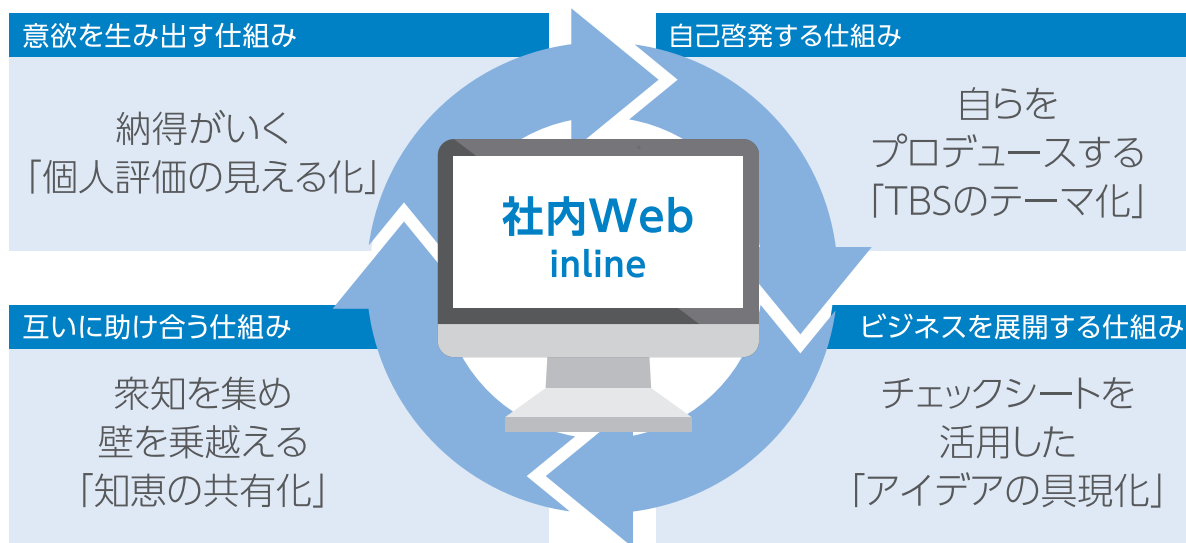 意欲を生み出す仕組み
納得がいく
「個人評価の見える化」
自己啓発する仕組み
自らを
プロデュースする
「TBSのテーマ化」
社内Web
inline
互いに助け合う仕組み
衆知を集め
壁を乗越える
「知恵の共有化」
ビジネスを展開する仕組み
チェックシートを
活用した
「アイデアの具現化」